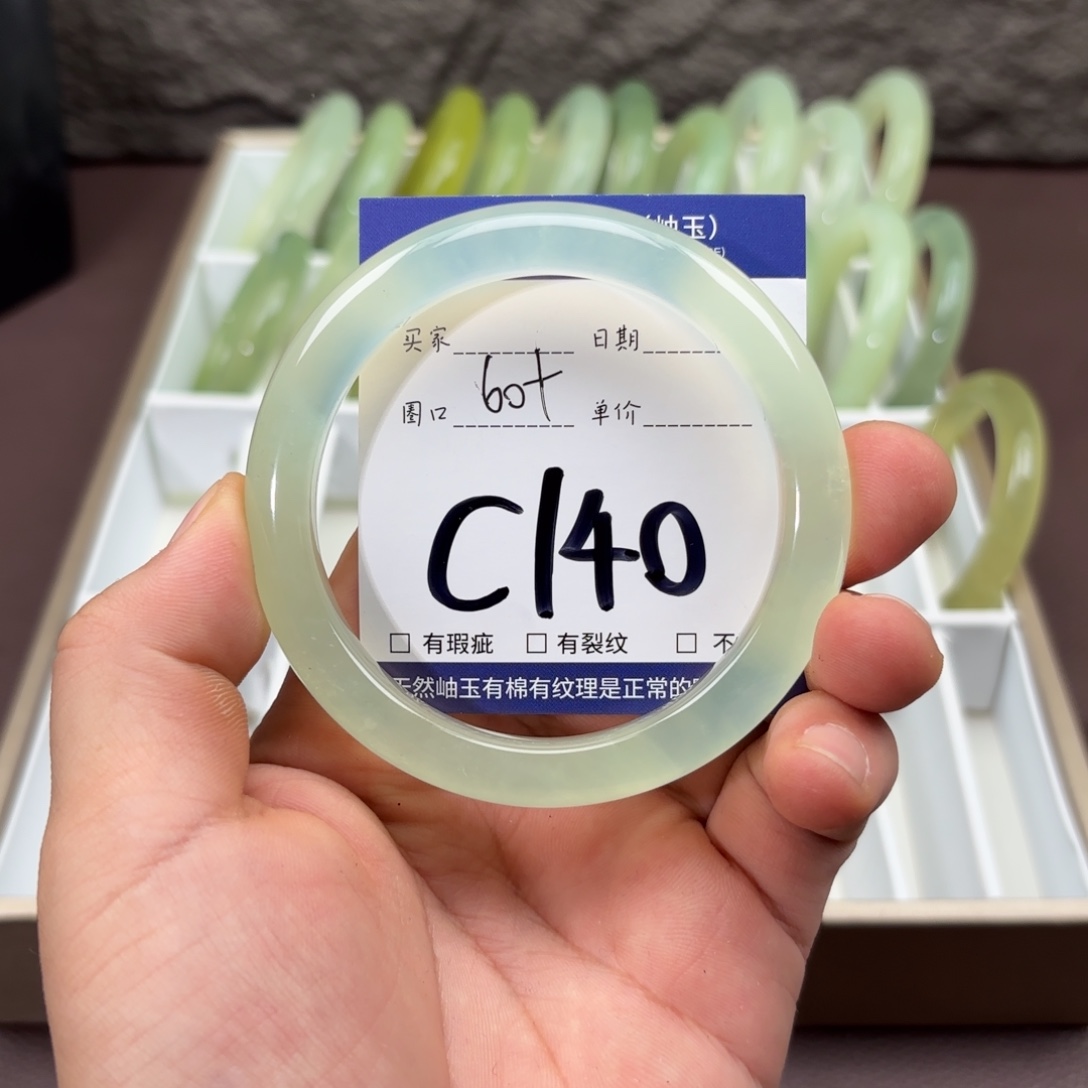 岫玉）
买家 日期
圈口 60+ 单价
C140
□ 有瑕疵 □ 有裂纹 □ 不
天然岫玉有棉有纹理是正常的